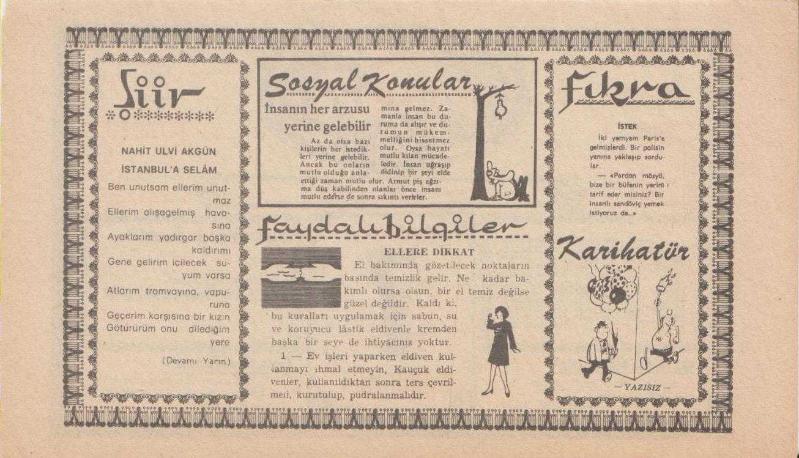 Şiir
NAHİT ULVİ AKGÜN
İSTANBUL'A SELÂM
Ben unutsam ellerim unut-
maz
Ellerim alışagelmiş hava-
sına
Ayaklarım yadırgar başka
kaldırımı
Gene gelirim içilecek su-
yum varsa
Atlarım tramvayına, vapu-
runa
Geçerim karşısına bir kızın
Götürürüm onu dilediğim
yere
(Devamı Yarın)
Sosyal Konular
İnsanın her arzusu
yerine gelebilir
Az da olsa bazı
kişilerin her istedik-
leri yerine gelebilir.
Ancak bu onların
mutlu olduğu anla-
mına gelmez. Za-
manla insan bu du-
ruma da alışır ve du-
rumun mükem-
melliğini hissetmez
olur. Oysa hayatı
mutlu kılan mücade-
ledir. İnsan uğraşıp
didinip bir şeyi elde
ettiği zaman mutlu olur. Armut piş ağzı-
ma düş kabilinden olanlar önce insanı
mutlu ederse de sonra sıkıntı verirler.
Faydalı Bilgiler
ELLERE DİKKAT
El bakımında gözetilecek noktaların
başında temizlik gelir. Ne kadar ba-
kımlı olursa olsun, bir el temiz değilse
güzel değildir. Kaldı ki,
bu kuralları uygulamak için sabun, su
ve koruyucu lâstik eldivenle kremden
başka bir şeye de ihtiyacınız yoktur.
1 — Ev işleri yaparken eldiven kul-
lanmayı ihmal etmeyin, Kauçuk eldi-
venler, kullanıldıktan sonra ters çevril-
meli, kurutulup, pudralanmalıdır.
Fıkra
İSTEK
İki yamyam Paris'e
gelmişlerdi. Bir polisin
yanına yaklaşıp sordu-
lar.
— «Pardon mösyö,
bize bir büfenin yerini
tarif eder misiniz? Bir
insanlı sandöviç yemek
istiyoruz da..»
Karikatür
— YAZISIZ —